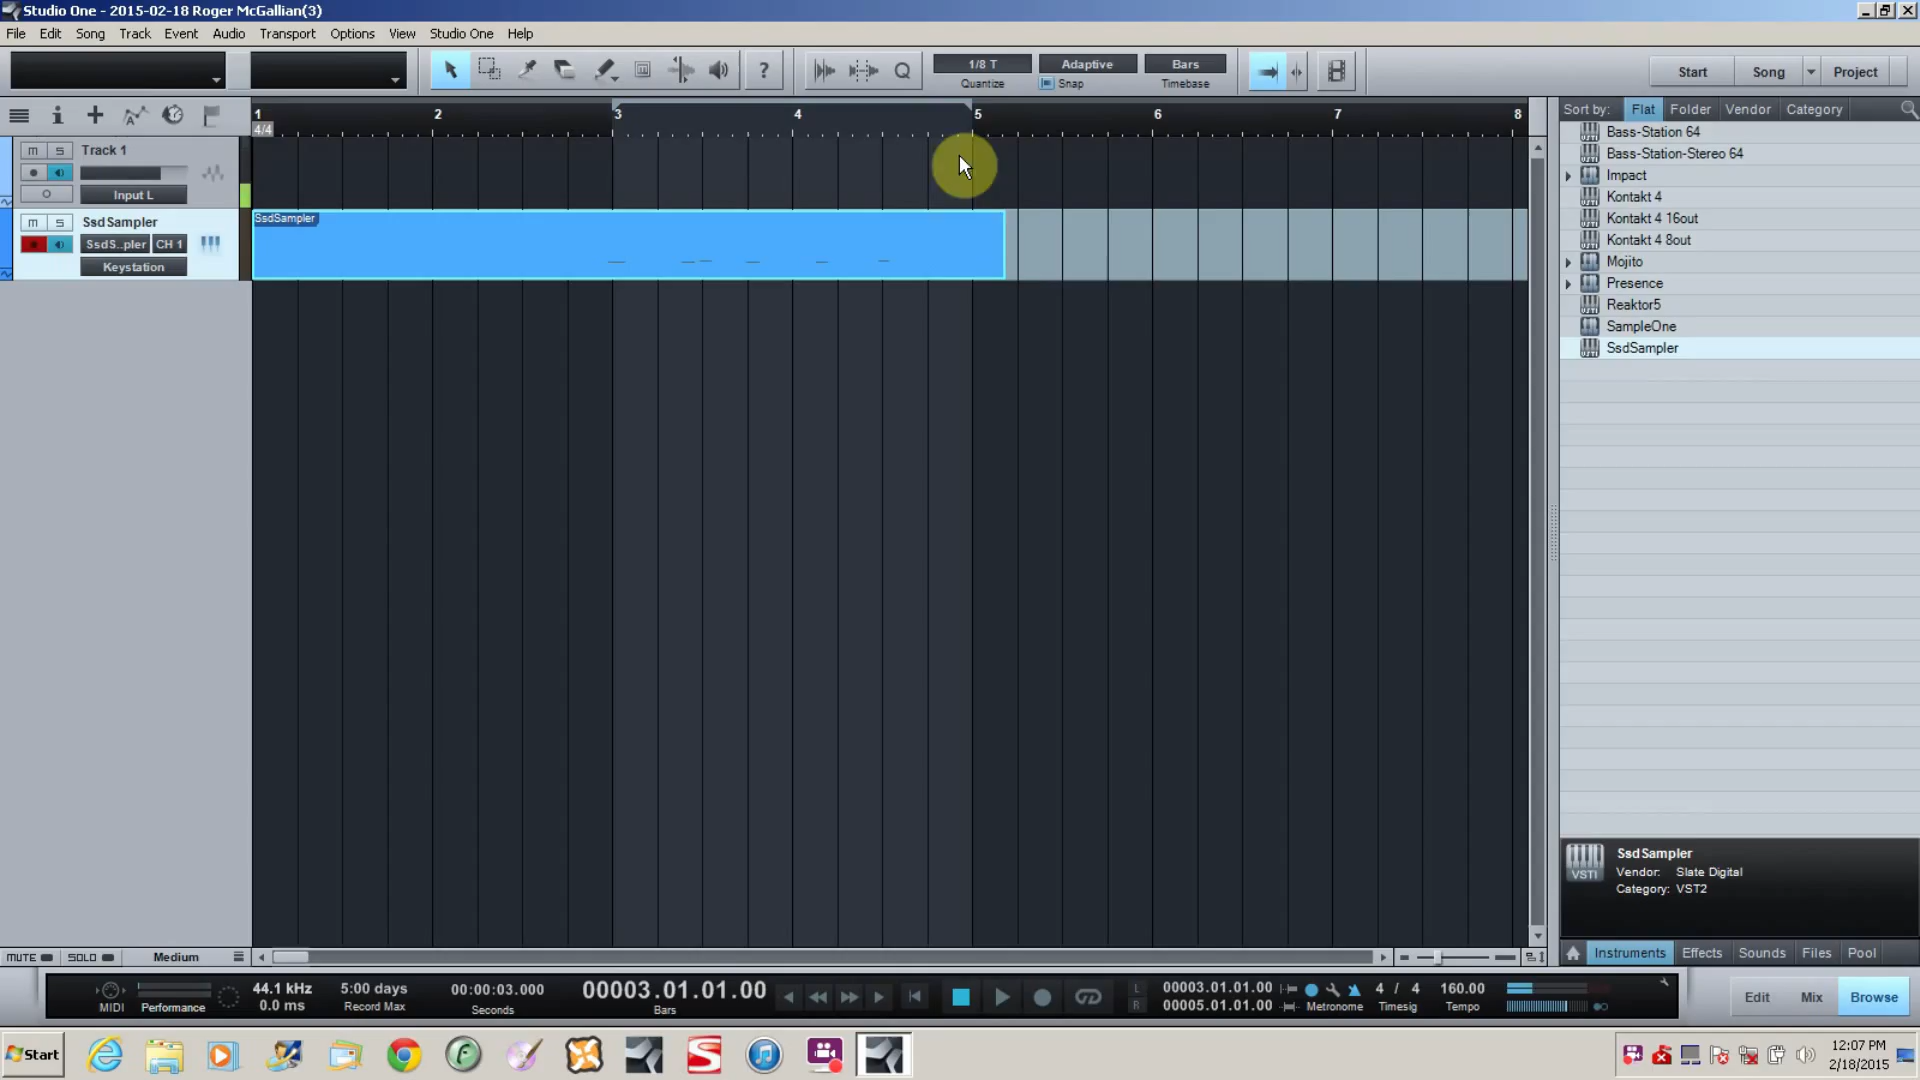 Studio One - 2015-02-18 Roger McGallian(3)
File Edit Song Track Event Audio Transport Options View Studio One Help
1/8 T Adaptive Bars
Quantize Snap Timebase
Start Song Project
1 2 3 4 5 6 7 8
4/4
Sort by: Flat Folder Vendor Category
m s Track 1
Input L
m s SsdSampler
SsdS..pler CH 1
Keystation
SsdSampler
Bass-Station 64
Bass-Station-Stereo 64
Impact
Kontakt 4
Kontakt 4 16out
Kontakt 4 8out
Mojito
Presence
Reaktor5
SampleOne
SsdSampler
VSTi
SsdSampler
Vendor: Slate Digital
Category: VST2
MUTE SOLO Medium
Instruments Effects Sounds Files Pool
MIDI Performance
44.1 kHz
0.0 ms
5:00 days
Record Max
00:00:03.000
Seconds
00003.01.01.00
Bars
L 00003.01.01.00
R 00005.01.01.00
Metronome
4 / 4
Timesig
160.00
Tempo
Edit Mix Browse
Start
12:07 PM
2/18/2015